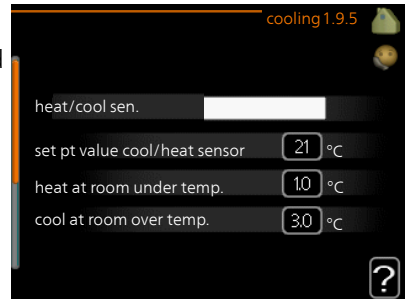 cooling 1.9.5
heat/cool sen.
set pt value cool/heat sensor 21 °C
heat at room under temp. 1.0 °C
cool at room over temp. 3.0 °C
?